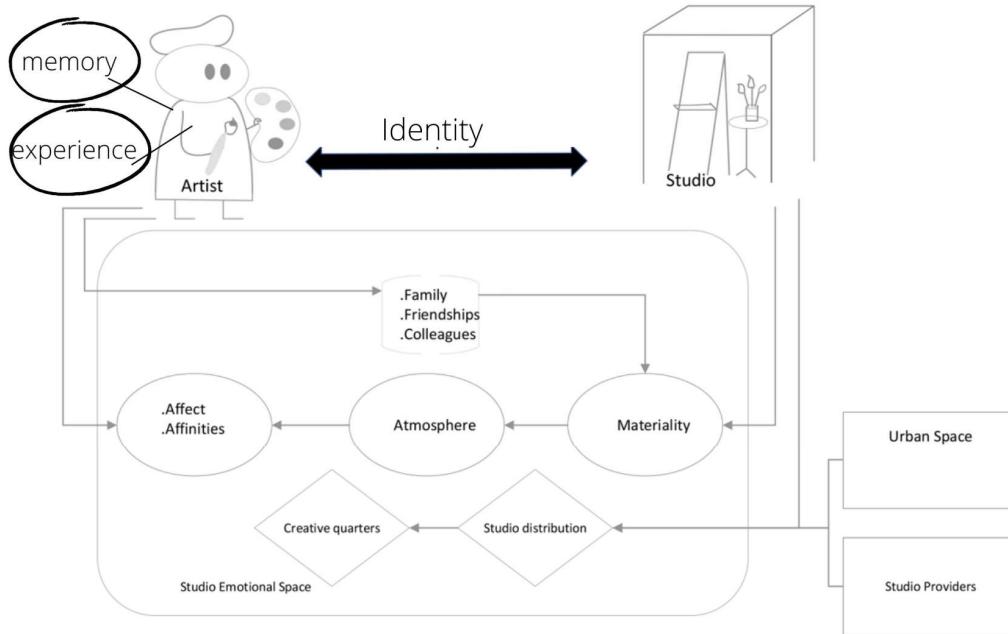 memory
experience
Identity
Artist
Studio
.Family
.Friendships
.Colleagues
.Affect
.Affinities
Atmosphere
Materiality
Urban Space
Creative quarters
Studio distribution
Studio Emotional Space
Studio Providers